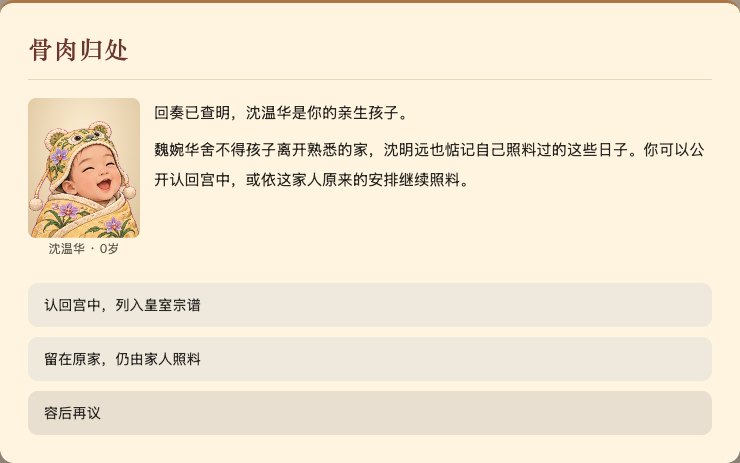 骨肉归处
回奏已查明，沈温华是你的亲生孩子。
魏婉华舍不得孩子离开熟悉的家，沈明远也惦记自己照料过的这些日子。你可以公
开认回宫中，或依这家人原来的安排继续照料。
沈温华 · 0岁
认回宫中，列入皇室宗谱
留在原家，仍由家人照料
容后再议